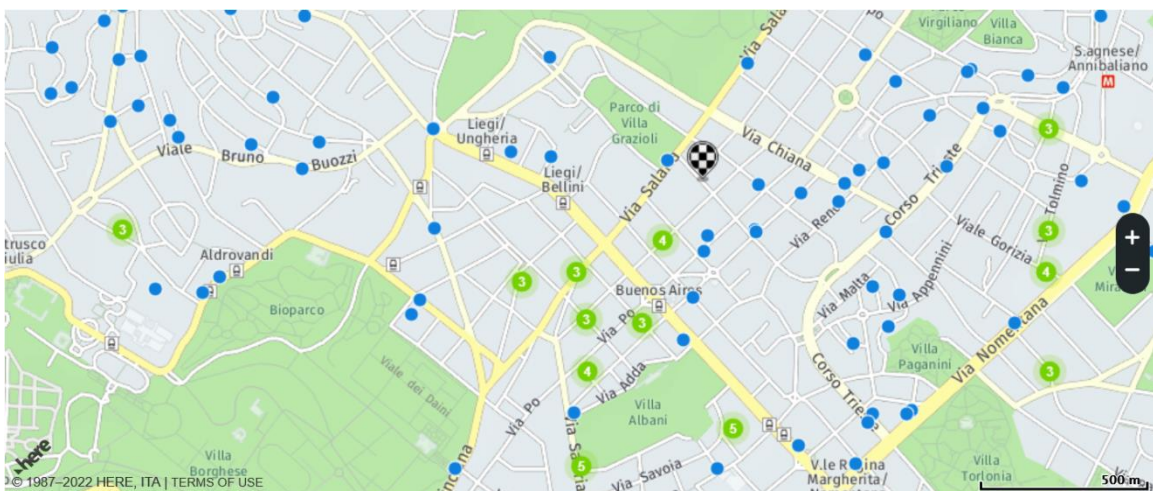 Virgiliano
Villa
Bianca
S.agnese/
Annibaliano
M
Via Sala
Parco di
Villa
Grazioli
Liegi/
Ungheria
Via Chiana
Viale
Bruno
Buozzi
Liegi/
Bellini
Via Salaria
Corso Trieste
Tolmino
3
3
3
4
Via Reno
Viale Gorizia
trusco
iulia
Aldrovandi
3
3
4
Buenos Aires
Via Malta
Via Appennini
Villa
Bioparco
3
3
Via Po
Via Nomentana
Villa
Paganini
Corso Trieste
3
4
Via Adda
Viale dei Daini
Via Po
Villa
Albani
5
Villa
Borghese
5
Via Savoia
V.le Regina
Margherita/
Villa
Torlonia
+
−
here
500 m
© 1987–2022 HERE, ITA | TERMS OF USE